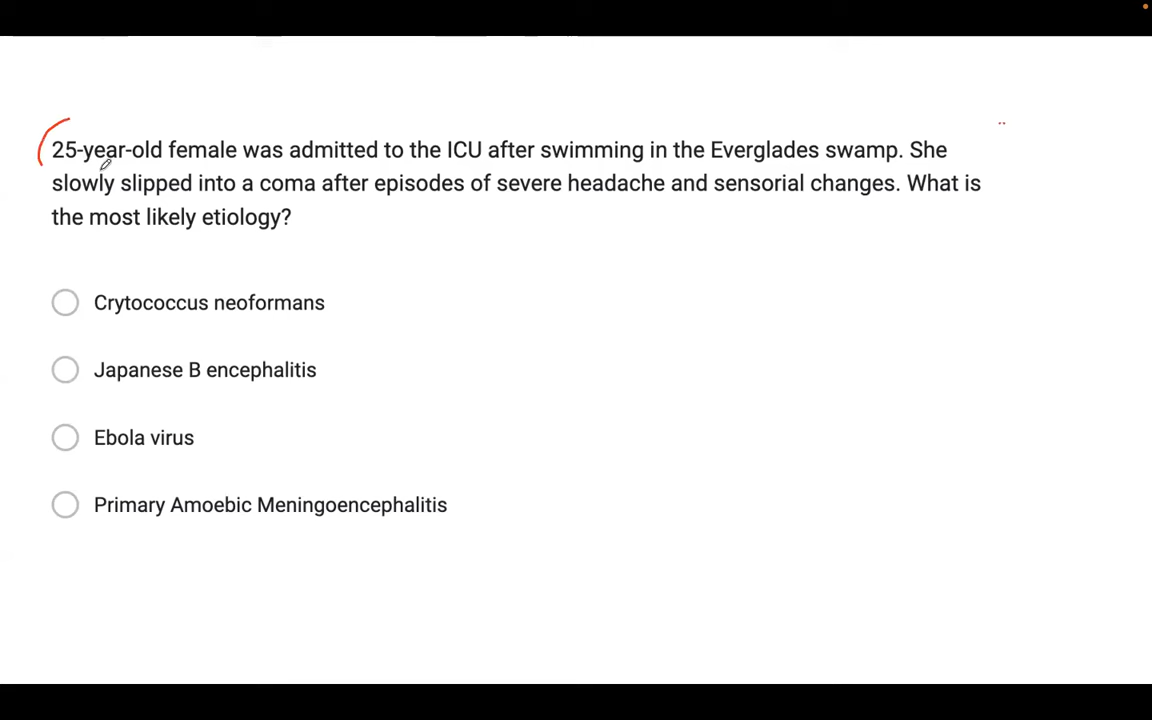 25-year-old female was admitted to the ICU after swimming in the Everglades swamp. She
slowly slipped into a coma after episodes of severe headache and sensorial changes. What is
the most likely etiology?
Crytococcus neoformans
Japanese B encephalitis
Ebola virus
Primary Amoebic Meningoencephalitis